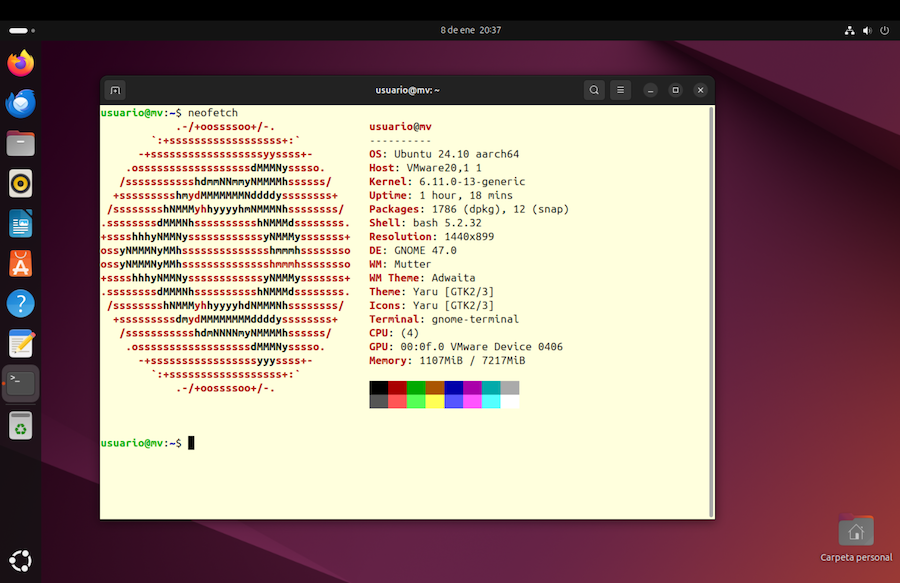 8 de ene 20:37
usuario@mv: ~
usuario@mv:~$ neofetch
.-/+oossssoo+/-.
`:+ssssssssssssssssss+:`
-+ssssssssssssssssssyyssss+-
.ossssssssssssssssssdMMMNysssso.
/ssssssssssshdmmNNmmyNMMMMhssssss/
+ssssssssshmydMMMMMMMNddddyssssssss+
/sssssssshNMMMyhhyyyyhmNMMMNhssssssss/
.ssssssssdMMMNhsssssssssshNMMMdssssssss.
+sssshhhyNMMNyssssssssssssyNMMMysssssss+
ossyNMMMNyMMhsssssssssssssshmmmhssssssso
ossyNMMMNyMMhsssssssssssssshmmmhssssssso
+sssshhhyNMMNyssssssssssssyNMMMysssssss+
.ssssssssdMMMNhsssssssssshNMMMdssssssss.
/sssssssshNMMMyhhyyyyhdNMMMNhssssssss/
+sssssssssdmydMMMMMMMMddddyssssssss+
/ssssssssssshdmNNNNmyNMMMMhssssss/
.ossssssssssssssssssdMMMNysssso.
-+sssssssssssssssssyyyssss+-
`:+ssssssssssssssssss+:`
.-/+oossssoo+/-.
usuario@mv
----------
OS: Ubuntu 24.10 aarch64
Host: VMware20,1 1
Kernel: 6.11.0-13-generic
Uptime: 1 hour, 18 mins
Packages: 1786 (dpkg), 12 (snap)
Shell: bash 5.2.32
Resolution: 1440x899
DE: GNOME 47.0
WM: Mutter
WM Theme: Adwaita
Theme: Yaru [GTK2/3]
Icons: Yaru [GTK2/3]
Terminal: gnome-terminal
CPU: (4)
GPU: 00:0f.0 VMware Device 0406
Memory: 1107MiB / 7217MiB
usuario@mv:~$
Carpeta personal